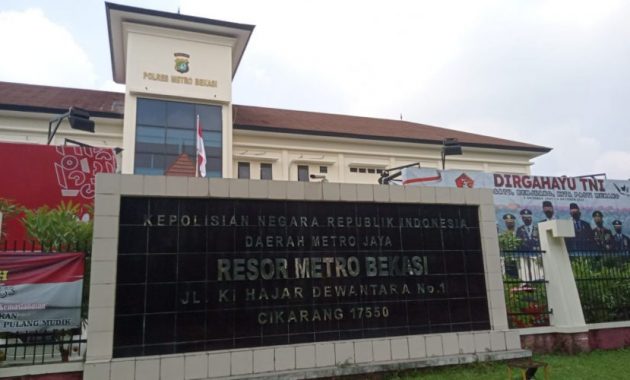 POLRES METRO BEKASI
DIRGAHAYU TNI
KEPOLISIAN NEGARA REPUBLIK INDONESIA
DAERAH METRO JAYA
RESOR METRO BEKASI
JL. KI HAJAR DEWANTARA No.1
CIKARANG 17550
PULANG MUDIK